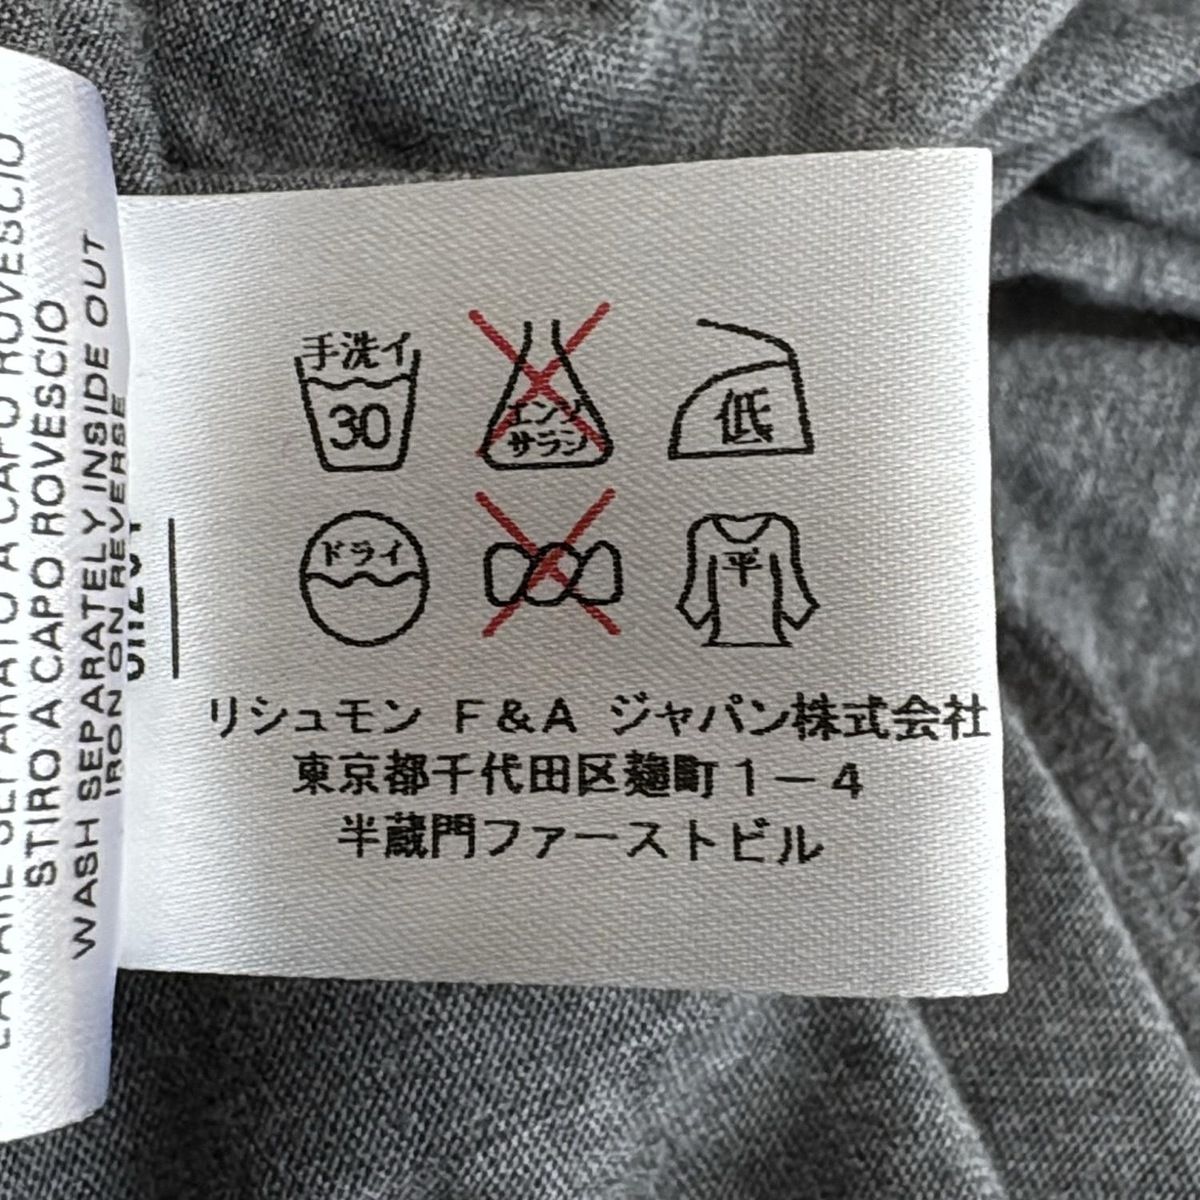 LAVARE SEPARATO A CAPO ROVESCIO
STIRO A CAPO ROVESCIO
WASH SEPARATELY INSIDE OUT
IRON ON REVERSE
手洗イ
30
エンソ
サラシ
低
ドライ
平
リシュモン F&A ジャパン株式会社
東京都千代田区麹町1-4
半蔵門ファーストビル